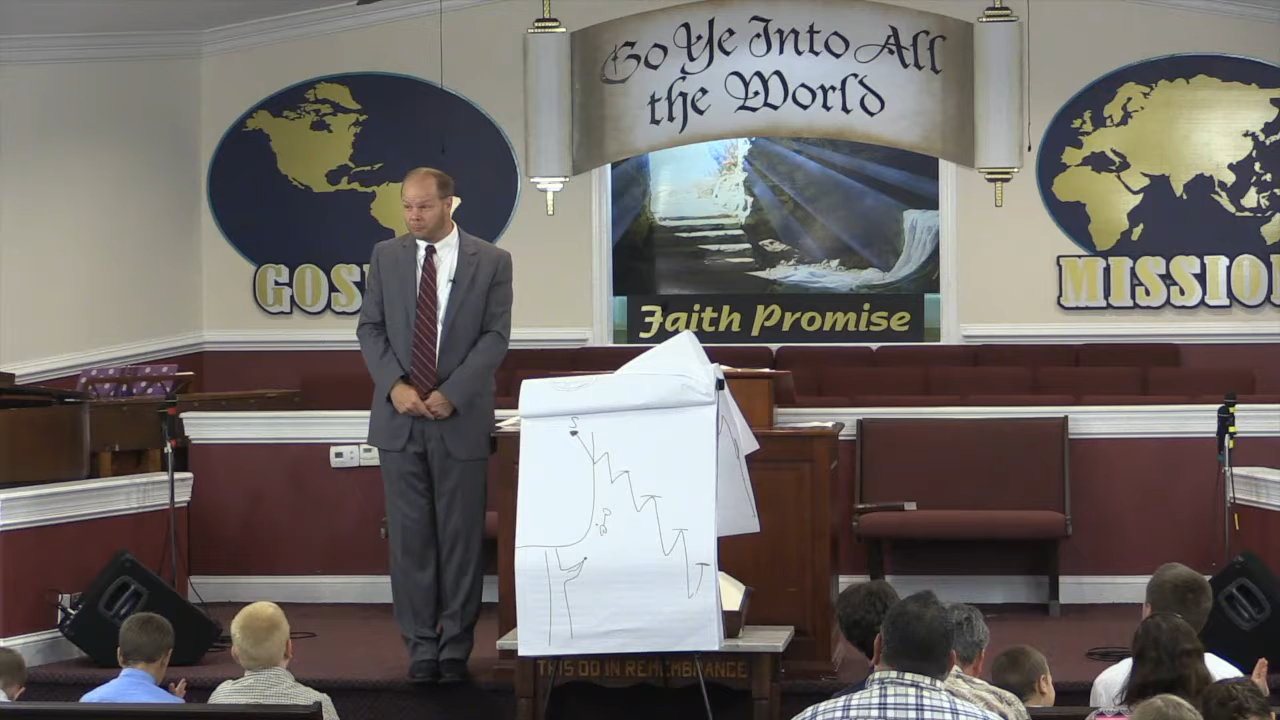 Go Ye Into All
the World
GOS
MISSION
Faith Promise
S
THIS DO IN REMEMBRANCE